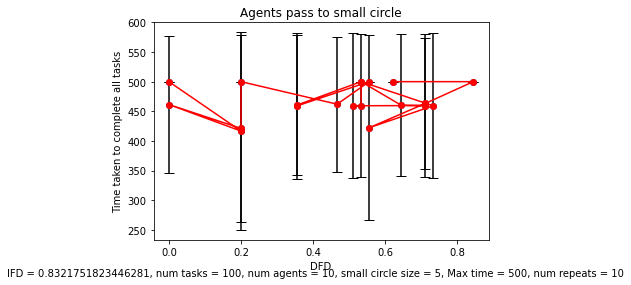 Agents pass to small circle
Time taken to complete all tasks
600
550
500
450
400
350
300
250
0.0 0.2 0.4 0.6 0.8
DFD
IFD = 0.8321751823446281, num tasks = 100, num agents = 10, small circle size = 5, Max time = 500, num repeats = 10